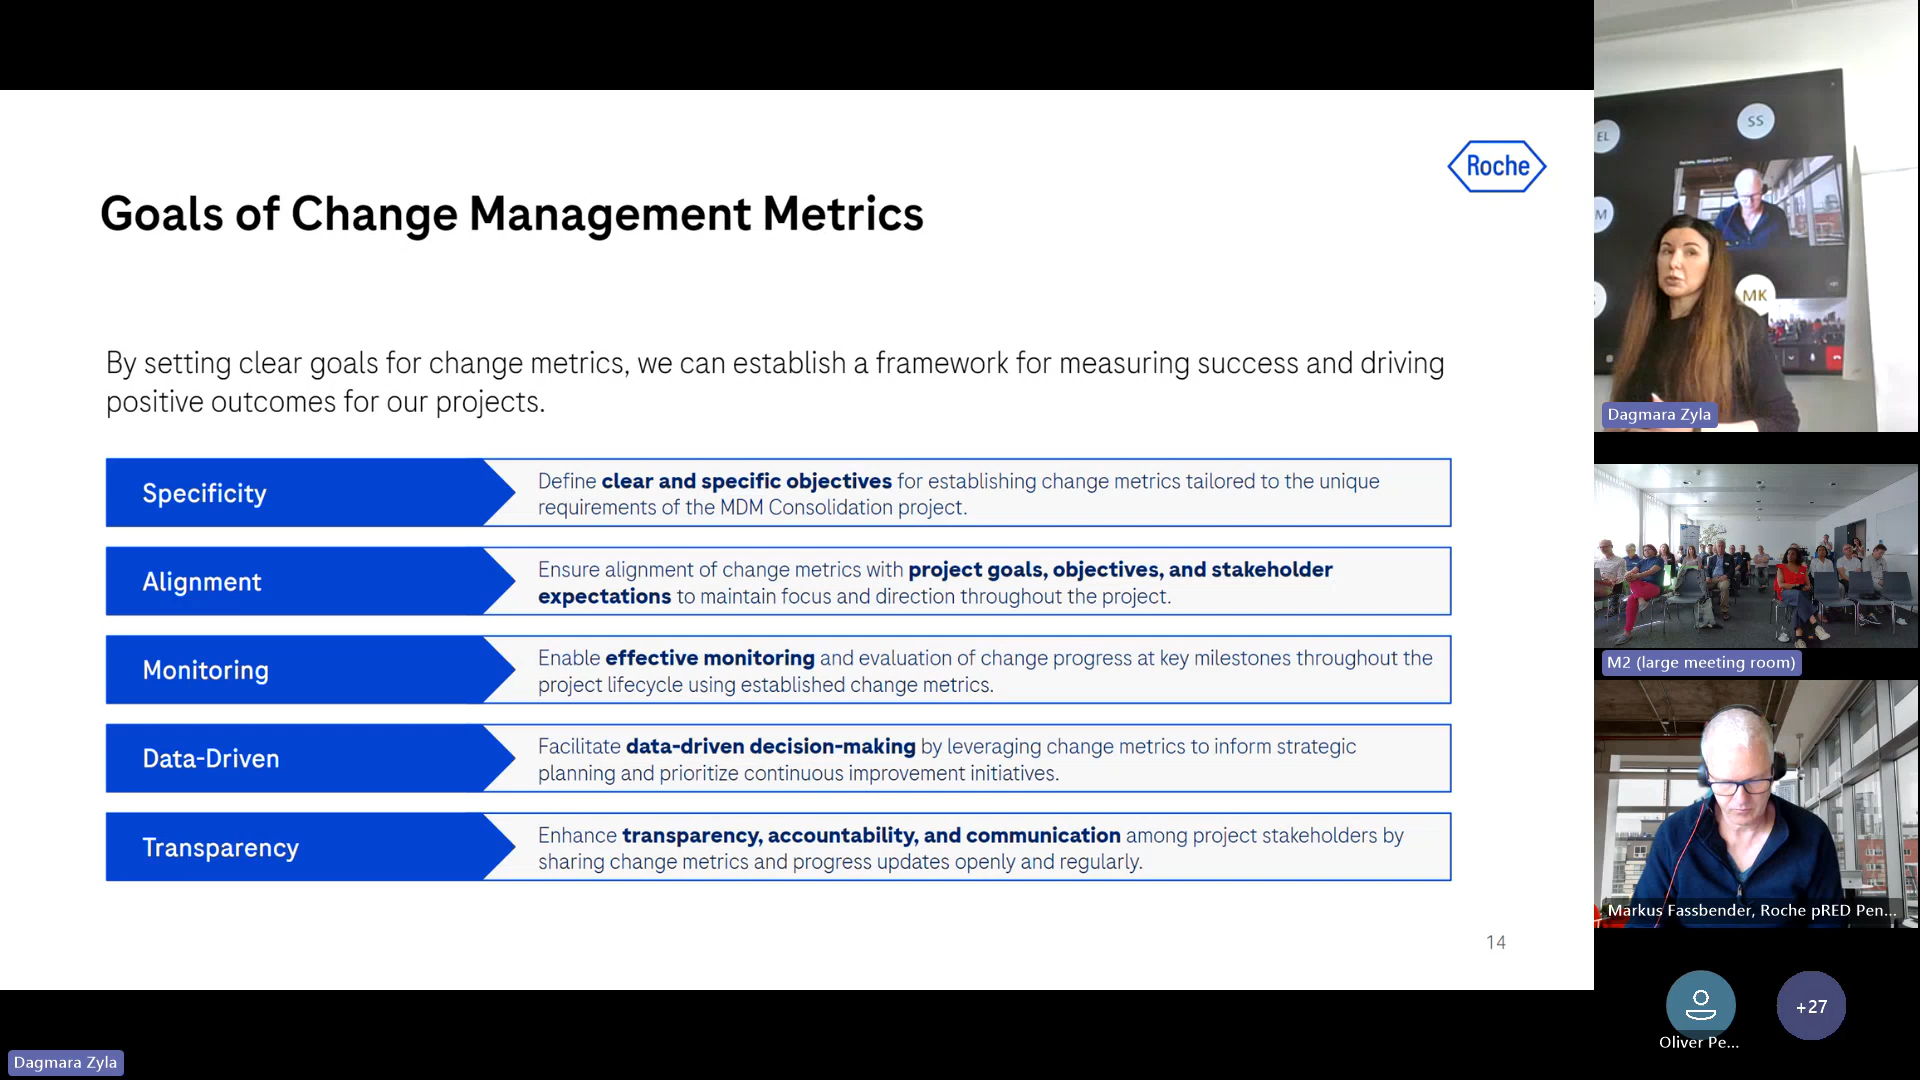 Roche
Goals of Change Management Metrics
By setting clear goals for change metrics, we can establish a framework for measuring success and driving
positive outcomes for our projects.
Specificity
Define clear and specific objectives for establishing change metrics tailored to the unique
requirements of the MDM Consolidation project.
Alignment
Ensure alignment of change metrics with project goals, objectives, and stakeholder
expectations to maintain focus and direction throughout the project.
Monitoring
Enable effective monitoring and evaluation of change progress at key milestones throughout the
project lifecycle using established change metrics.
Data-Driven
Facilitate data-driven decision-making by leveraging change metrics to inform strategic
planning and prioritize continuous improvement initiatives.
Transparency
Enhance transparency, accountability, and communication among project stakeholders by
sharing change metrics and progress updates openly and regularly.
14
Dagmara Zyla
EL
SS
M
MK
Dagmara Zyla
M2 (large meeting room)
Markus Fassbender, Roche pRED Pen...
Oliver Pe...
+27